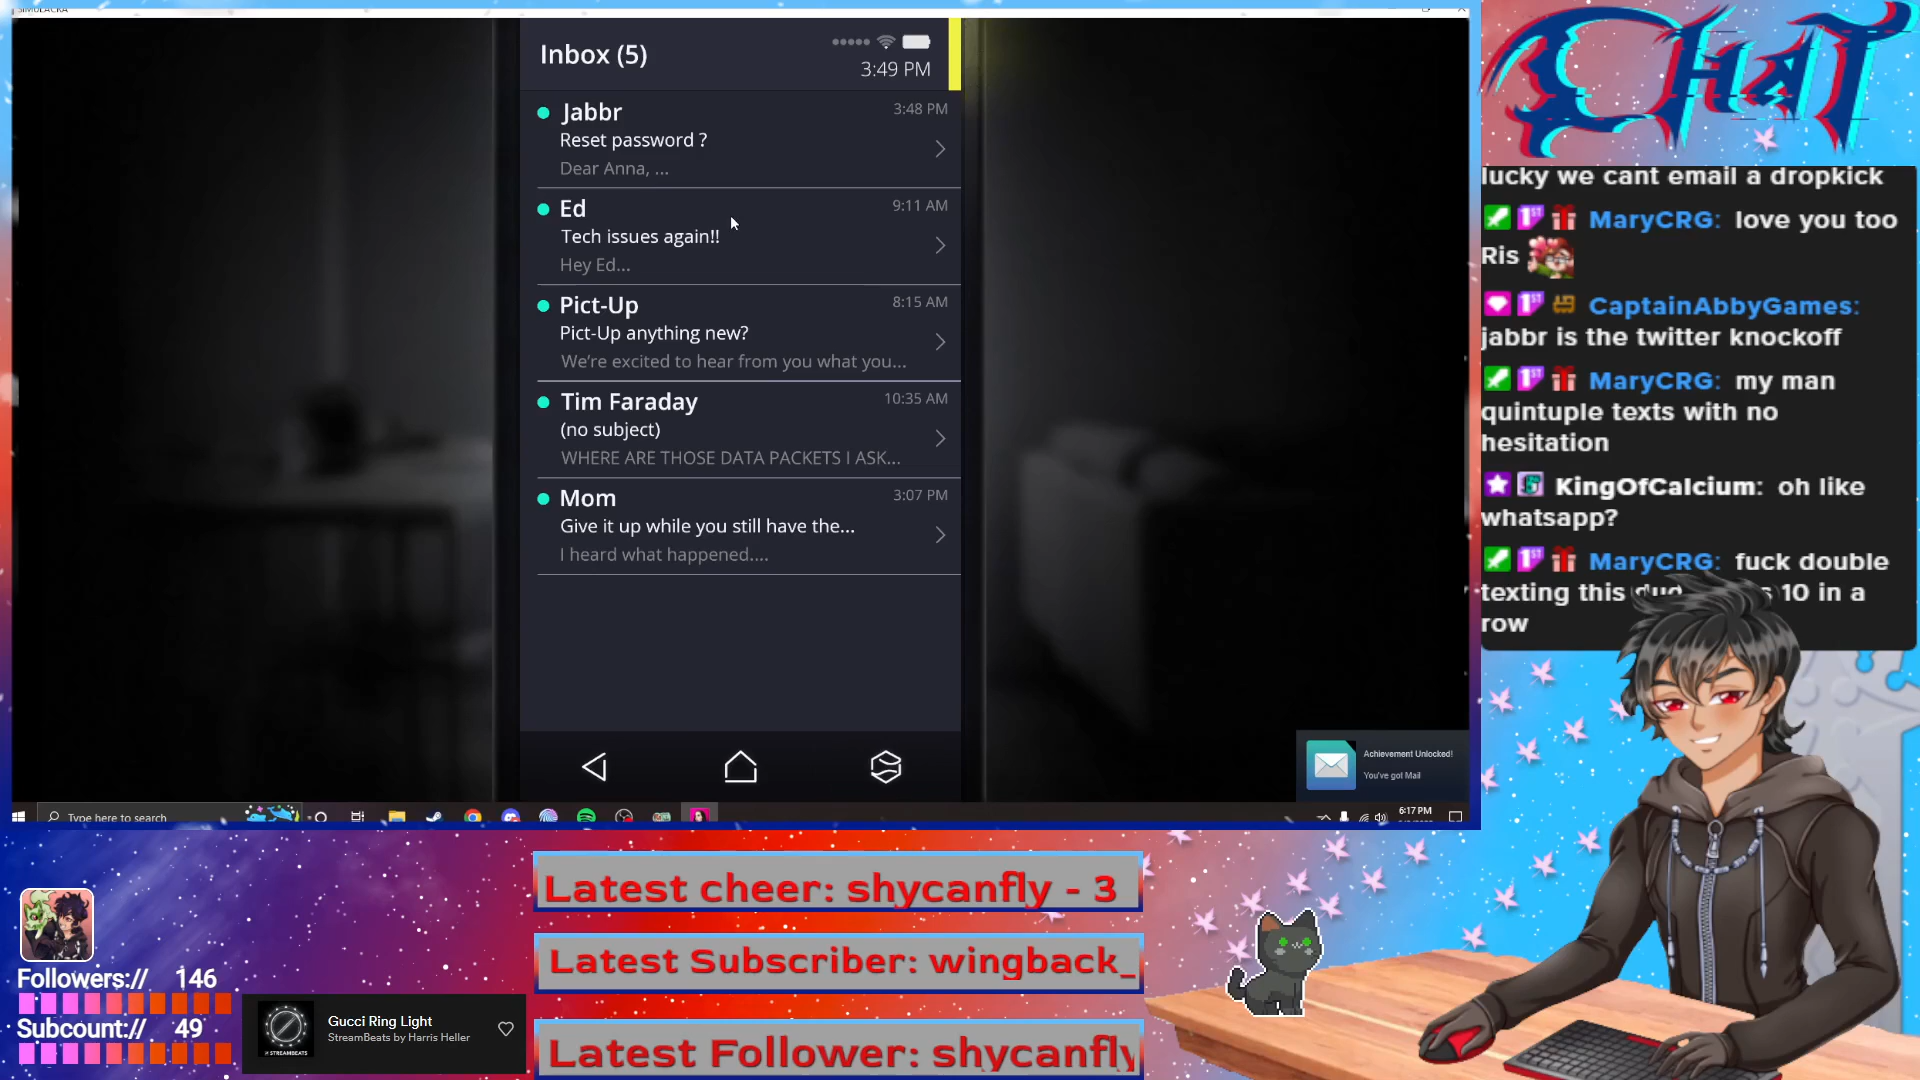 SIMULACRA
Inbox (5)
3:49 PM
Jabbr
3:48 PM
Reset password ?
Dear Anna, ...
Ed
9:11 AM
Tech issues again!!
Hey Ed...
Pict-Up
8:15 AM
Pict-Up anything new?
We're excited to hear from you what you...
Tim Faraday
10:35 AM
(no subject)
WHERE ARE THOSE DATA PACKETS I ASK...
Mom
3:07 PM
Give it up while you still have the...
I heard what happened....
Achievement Unlocked!
You've got Mail
Type here to search
6:17 PM
CHAT
lucky we cant email a dropkick
MaryCRG: love you too
Ris
CaptainAbbyGames:
jabbr is the twitter knockoff
MaryCRG: my man
quintuple texts with no
hesitation
KingOfCalcium: oh like
whatsapp?
MaryCRG: fuck double
texting this 10 in a
row
Followers:// 146
Subcount:// 49
STREAMBEATS
Gucci Ring Light
StreamBeats by Harris Heller
Latest cheer: shycanfly - 3
Latest Subscriber: wingback_
Latest Follower: shycanfly